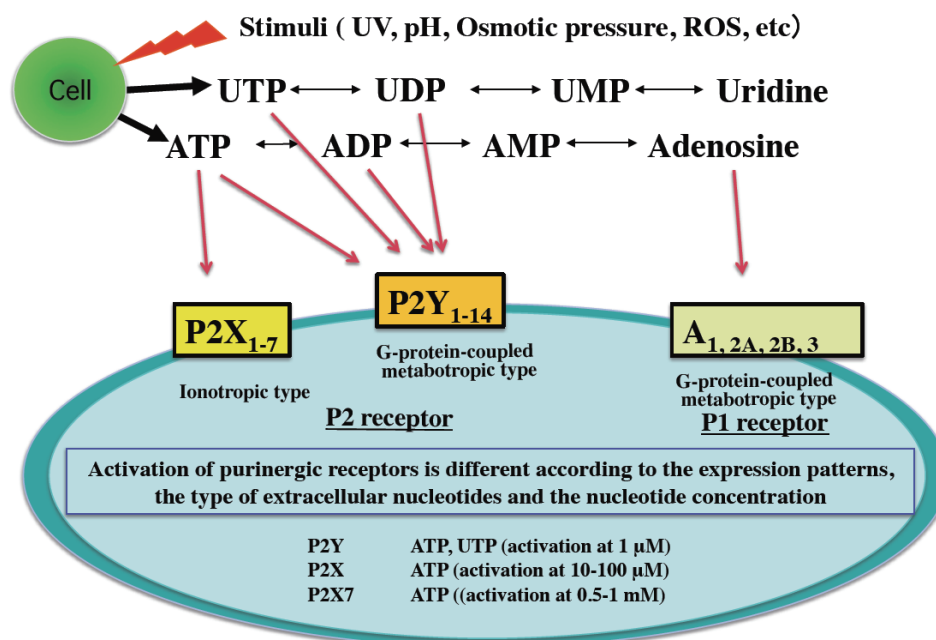 Stimuli ( UV, pH, Osmotic pressure, ROS, etc)
Cell
UTP UDP UMP Uridine
ATP ADP AMP Adenosine
P2X1-7
P2Y1-14
A1, 2A, 2B, 3
Ionotropic type
G-protein-coupled
metabotropic type
G-protein-coupled
metabotropic type
P2 receptor
P1 receptor
Activation of purinergic receptors is different according to the expression patterns,
the type of extracellular nucleotides and the nucleotide concentration
P2Y ATP, UTP (activation at 1 µM)
P2X ATP (activation at 10-100 µM)
P2X7 ATP ((activation at 0.5-1 mM)